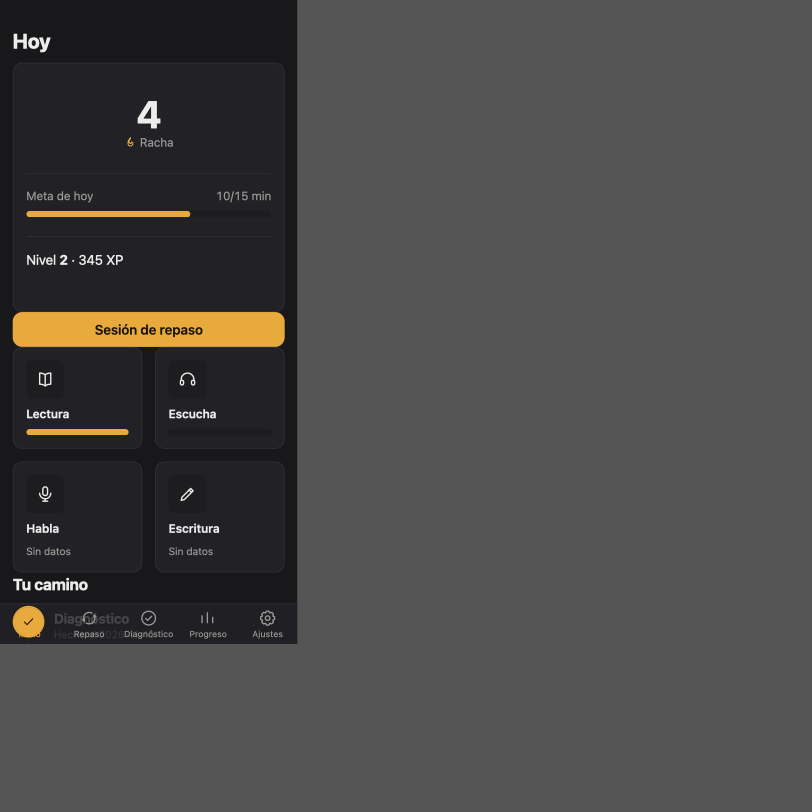 Hoy
4
Racha
Meta de hoy 10/15 min
Nivel 2 · 345 XP
Sesión de repaso
Lectura Escucha
Habla Escritura
Sin datos Sin datos
Tu camino
Diagnóstico
Repaso Diagnóstico Progreso Ajustes